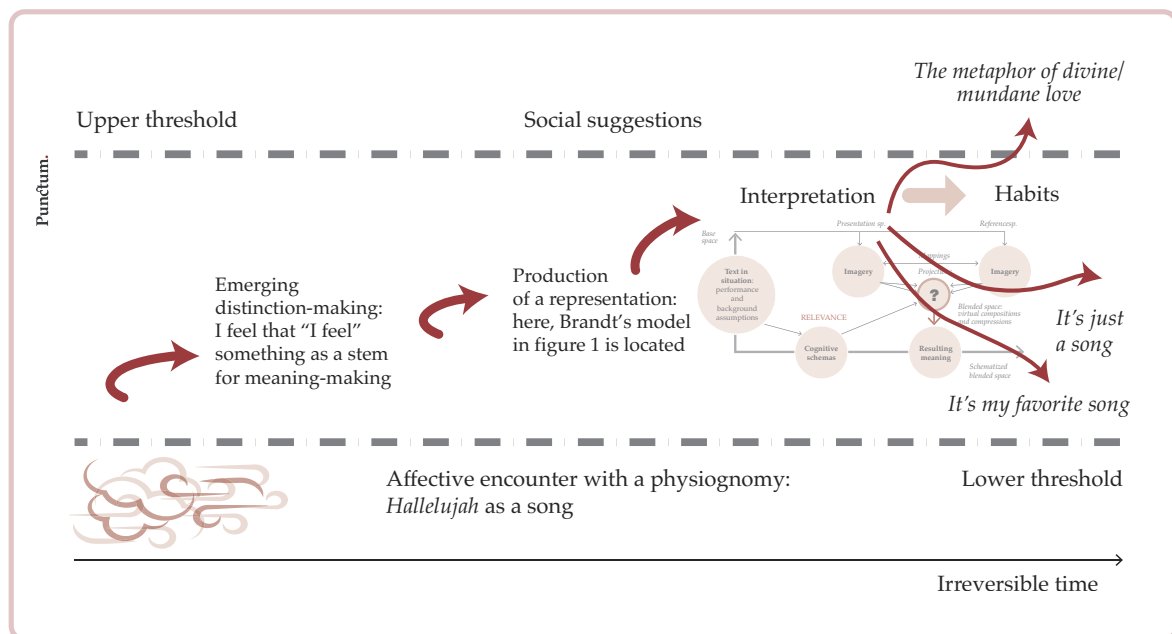 The metaphor of divine/
mundane love
Upper threshold
Social suggestions
Punctum.
Interpretation
Habits
Presentation sp.
Referencesp.
Base
space
Emerging
distinction-making:
I feel that “I feel”
something as a stem
for meaning-making
Production
of a representation:
here, Brandt’s model
in figure 1 is located
Text in
situation:
performance
and
background
assumptions
Imagery
Imagery
?
Blended space:
virtual compositions
and compressions
RELEVANCE
Cognitive
schemas
Resulting
meaning
Schematized
blended space
It’s just
a song
It’s my favorite song
Affective encounter with a physiognomy:
Hallelujah as a song
Lower threshold
Irreversible time